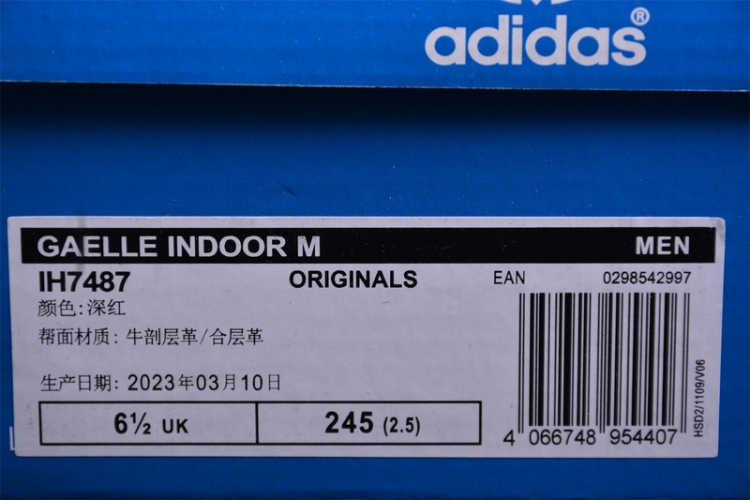 adidas®
GAELLE INDOOR M MEN
IH7487 ORIGINALS EAN 0298542997
颜色:深红
帮面材质: 牛剖层革/合层革
生产日期: 2023年03月10日
6½ UK 245 (2.5)
4 066748 954407
HSD2/1109/V06